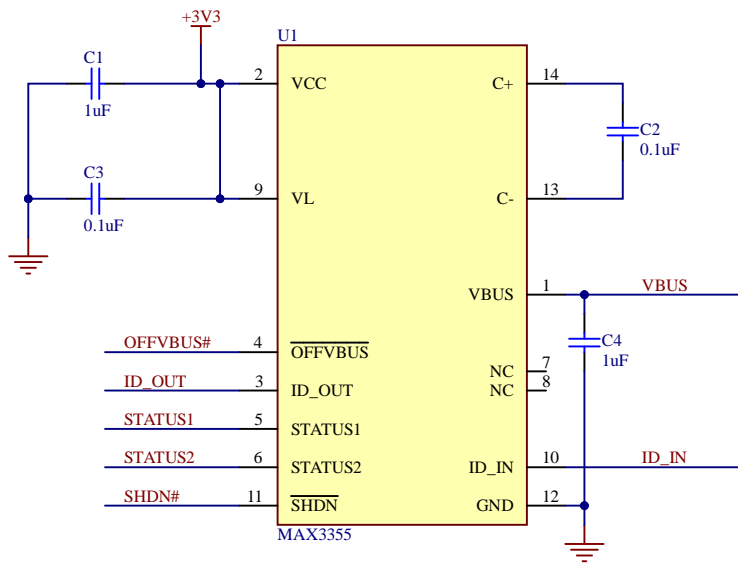 +3V3
U1
C1
1uF
2
VCC
C+
14
C2
0.1uF
C3
0.1uF
9
VL
C-
13
VBUS
1
VBUS
OFFVBUS#
4
OFFVBUS
C4
1uF
NC
7
ID_OUT
3
ID_OUT
NC
8
STATUS1
5
STATUS1
STATUS2
6
STATUS2
ID_IN
10
ID_IN
SHDN#
11
SHDN
GND
12
MAX3355